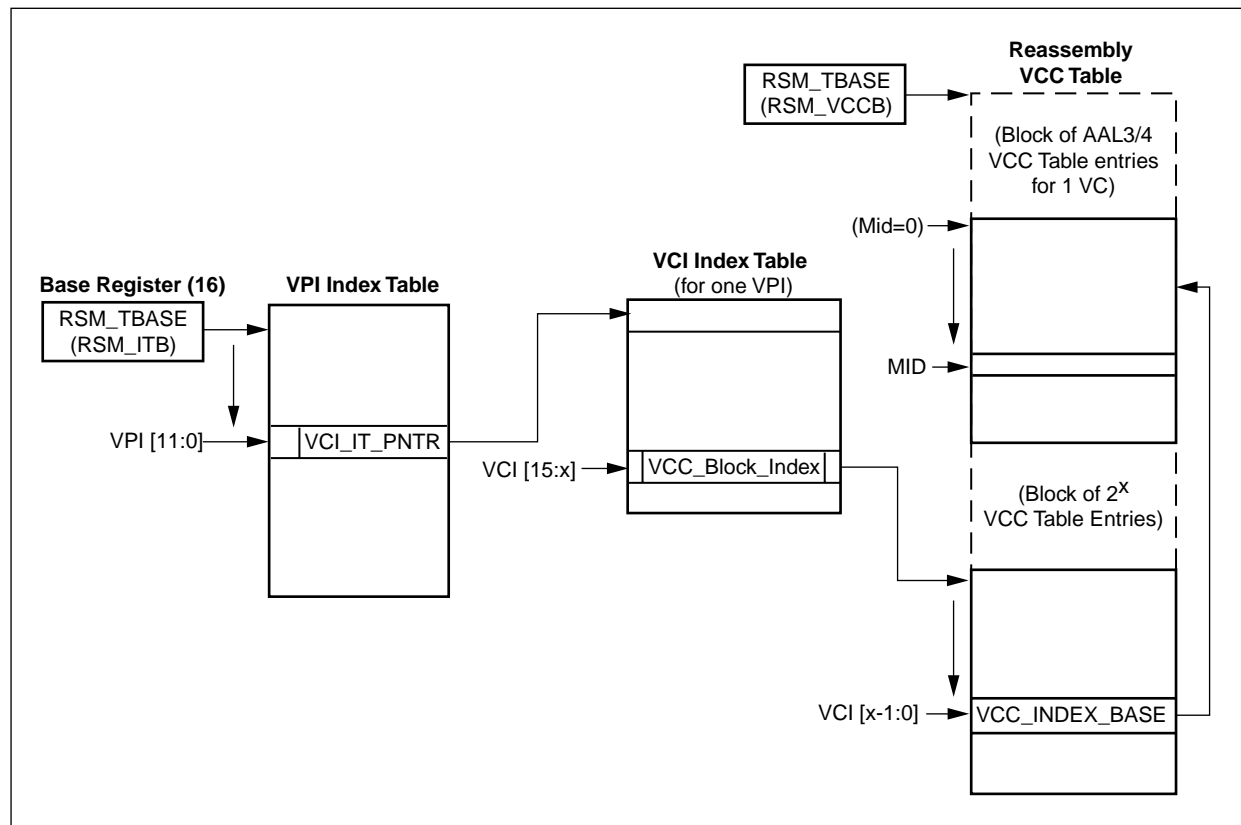 Reassembly
VCC Table
RSM_TBASE
(RSM_VCCB)
(Block of AAL3/4
VCC Table entries
for 1 VC)
(Mid=0)
VCI Index Table
(for one VPI)
Base Register (16)
VPI Index Table
RSM_TBASE
(RSM_ITB)
MID
VPI [11:0]
VCI_IT_PNTR
VCI [15:x]
VCC_Block_Index
(Block of 2^x
VCC Table Entries)
VCI [x-1:0]
VCC_INDEX_BASE